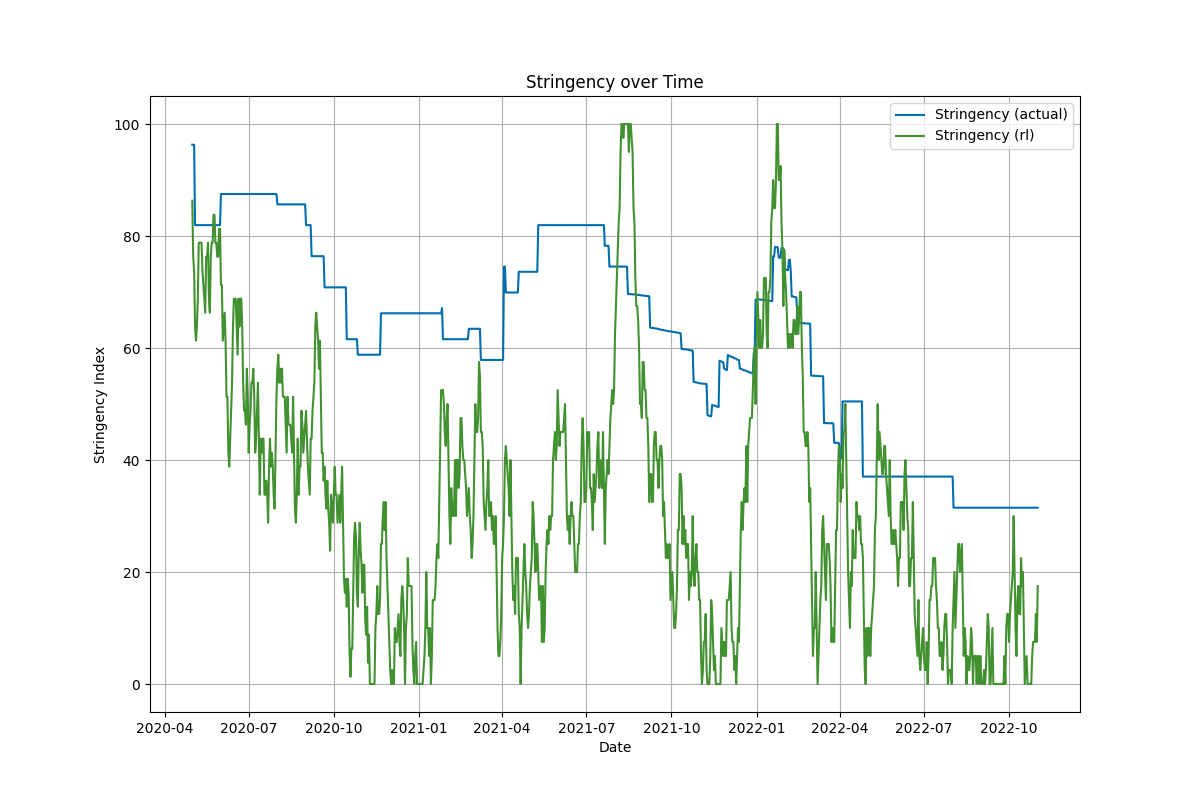 Stringency over Time
Stringency (actual)
Stringency (rl)
Stringency Index
100
80
60
40
20
0
2020-04 2020-07 2020-10 2021-01 2021-04 2021-07 2021-10 2022-01 2022-04 2022-07 2022-10
Date